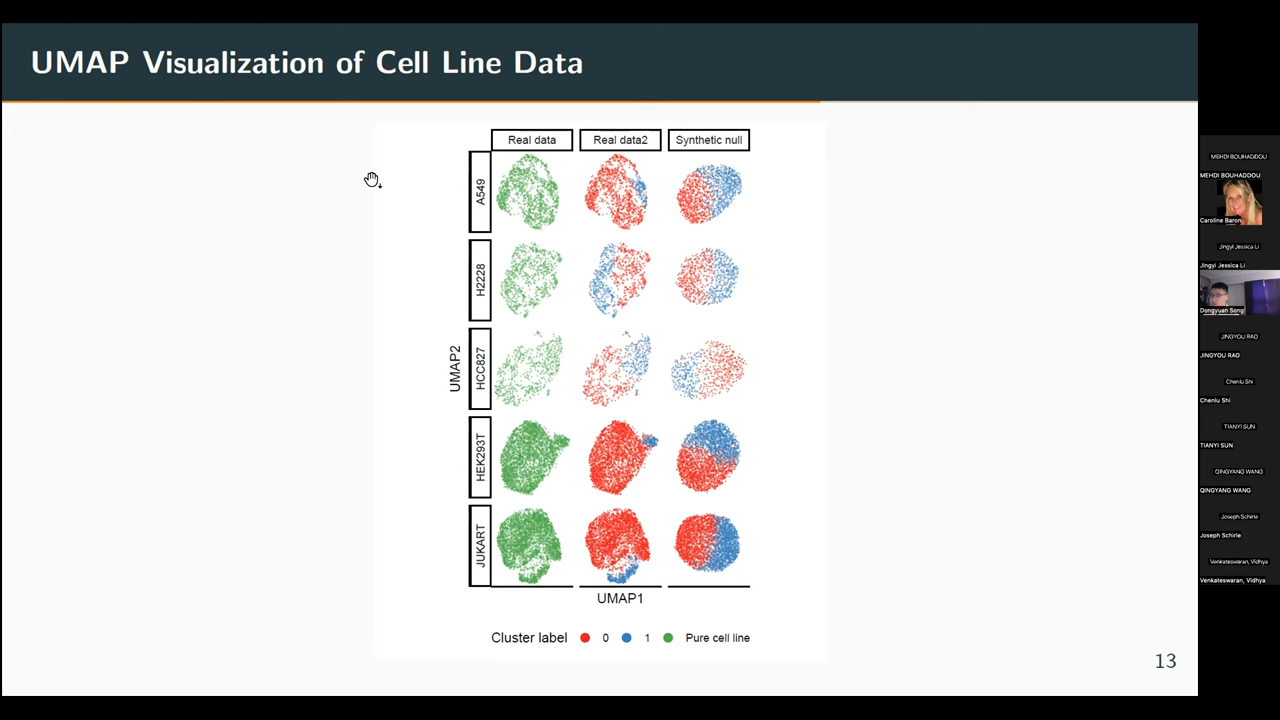 UMAP Visualization of Cell Line Data
Real data
Real data2
Synthetic null
A549
H2228
HCC827
HEK293T
JUKART
UMAP2
UMAP1
Cluster label 0 1 Pure cell line
13
MEHDI BOUHADDOU
MEHDI BOUHADDOU
Caroline Baron
Jingyi Jessica Li
Jingyi Jessica Li
Dongyuan Song
JINGYOU RAO
JINGYOU RAO
Chenlu Shi
Chenlu Shi
TIANYI SUN
TIANYI SUN
QINGYANG WANG
QINGYANG WANG
Joseph Schirle
Joseph Schirle
Venkateswaran, Vidhya
Venkateswaran, Vidhya